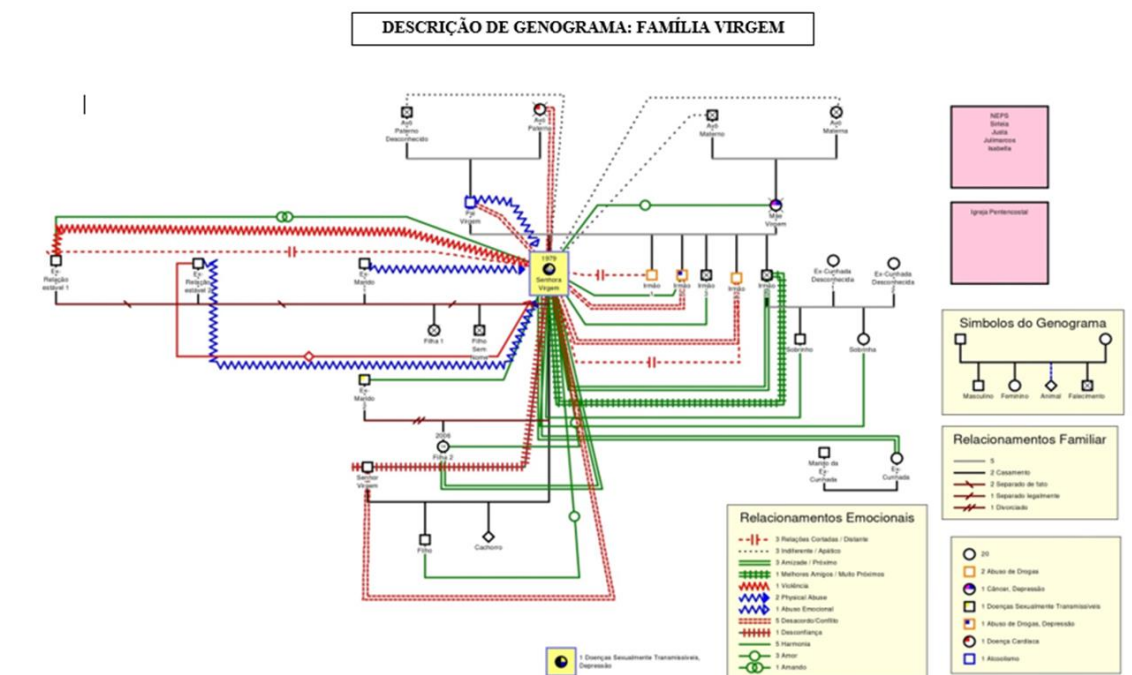 DESCRIÇÃO DE GENOGRAMA: FAMÍLIA VIRGEM
Avô
Paterno
Desconhecido
Avó
Paterna
Avô
Materno
Avó
Materna
Pai
Virgem
Mãe
Virgem
1979
Senhora
Virgem
Ex-
Relação
estável 1
Ex-
Relação
estável
Ex-
Marido
Irmão
Irmão
Irmão
Irmão
Irmão
Ex-Cunhada
Desconhecida
Ex-Cunhada
Desconhecida
Filha 1
Filho
Sem
Nome
Sobrinho
Sobrinha
Ex-
Marido
2006
Filha 2
Senhor
Virgem
Marido da
Ex-
Cunhada
Ex-
Cunhada
Filho
Cachorro
NEPS
Justa
Isabella
Igreja Pentencostal
Simbolos do Genograma
Masculino
Feminino
Animal
Falecimento
Relacionamentos Familiar
5
2 Casamento
2 Separado de fato
1 Separado legalmente
1 Divorciado
Relacionamentos Emocionais
3 Relações Cortadas / Distante
3 Indiferente / Apático
3 Amizade / Próximo
1 Melhores Amigos / Muito Próximos
1 Violência
2 Physical Abuse
1 Abuso Emocional
5 Desacordo/Conflito
1 Desconfiança
5 Harmonia
3 Amor
1 Amando
20
2 Abuso de Drogas
1 Câncer, Depressão
1 Doenças Sexualmente Transmissíveis
1 Abuso de Drogas, Depressão
1 Doença Cardíaca
1 Alcoolismo
1 Doenças Sexualmente Transmissíveis,
Depressão